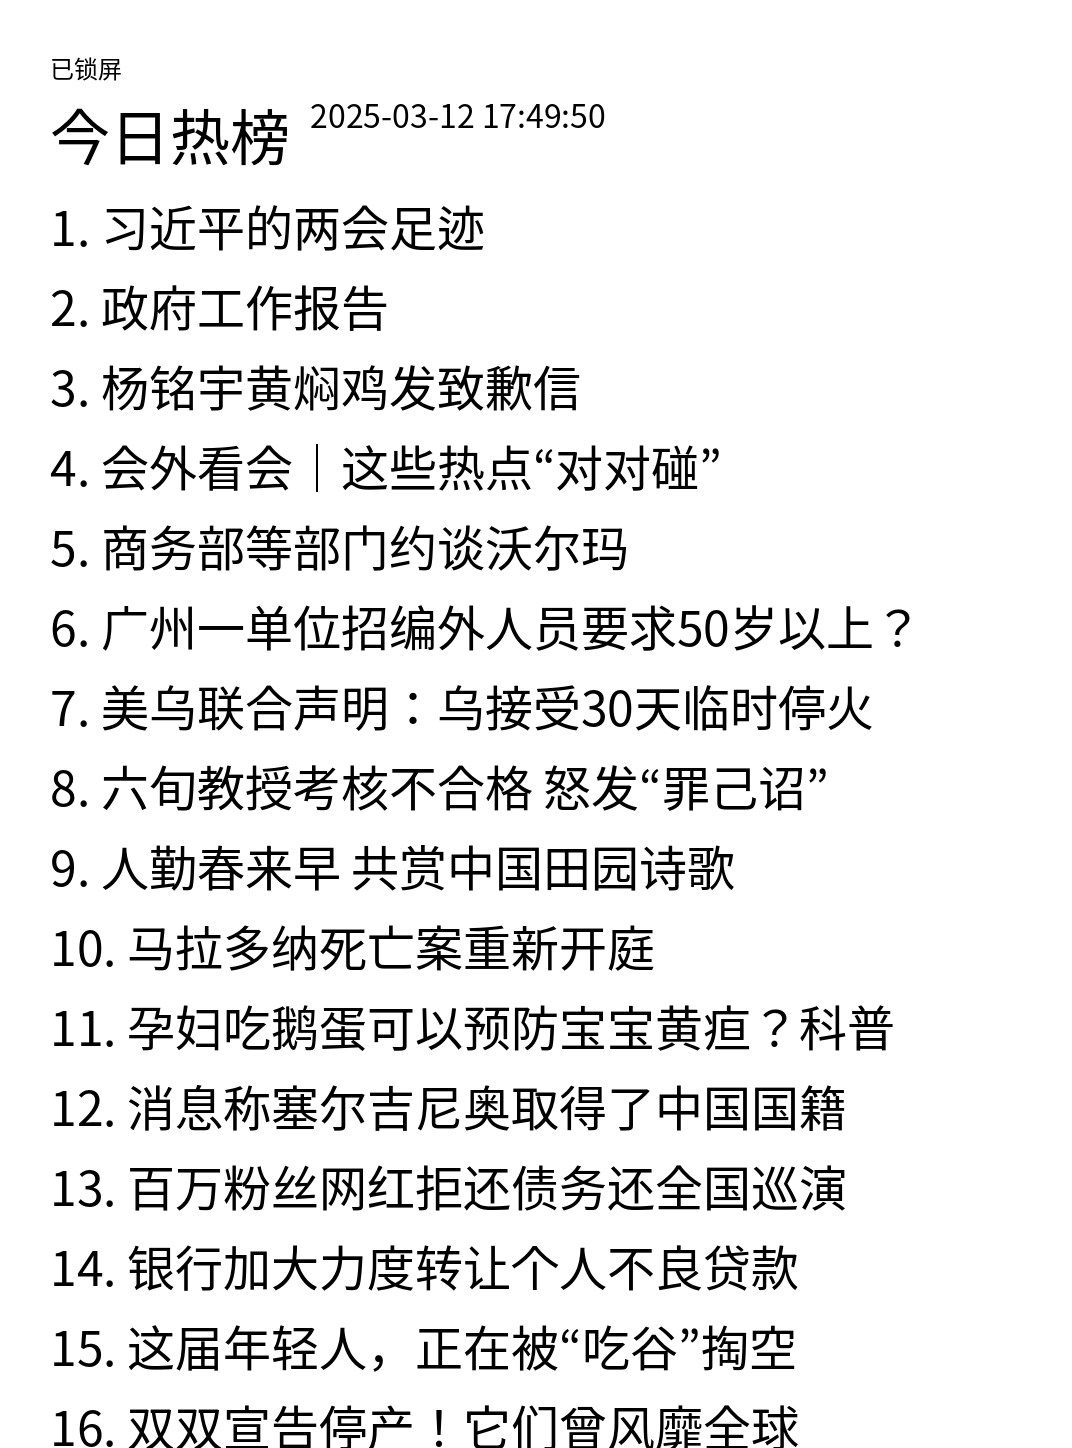 已锁屏
今日热榜 2025-03-12 17:49:50
1. 习近平的两会足迹
2. 政府工作报告
3. 杨铭宇黄焖鸡发致歉信
4. 会外看会｜这些热点“对对碰”
5. 商务部等部门约谈沃尔玛
6. 广州一单位招编外人员要求50岁以上？
7. 美乌联合声明：乌接受30天临时停火
8. 六旬教授考核不合格 怒发“罪己诏”
9. 人勤春来早 共赏中国田园诗歌
10. 马拉多纳死亡案重新开庭
11. 孕妇吃鹅蛋可以预防宝宝黄疸？科普
12. 消息称塞尔吉尼奥取得了中国国籍
13. 百万粉丝网红拒还债务还全国巡演
14. 银行加大力度转让个人不良贷款
15. 这届年轻人，正在被“吃谷”掏空
16. 双双宣告停产！它们曾风靡全球